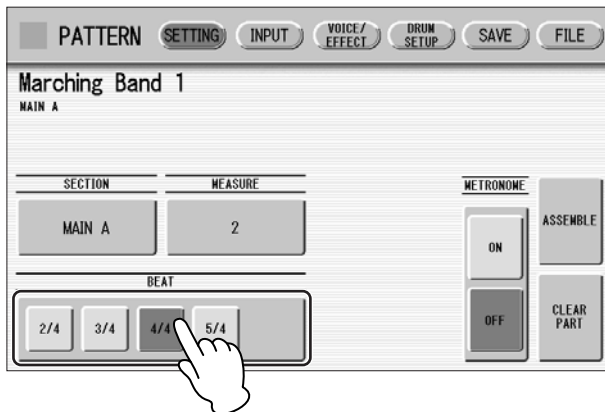 PATTERN SETTING INPUT VOICE/EFFECT DRUM SETUP SAVE FILE
Marching Band 1
MAIN A
SECTION MEASURE METRONOME
MAIN A 2 ON ASSEMBLE
BEAT
2/4 3/4 4/4 5/4 OFF CLEAR PART